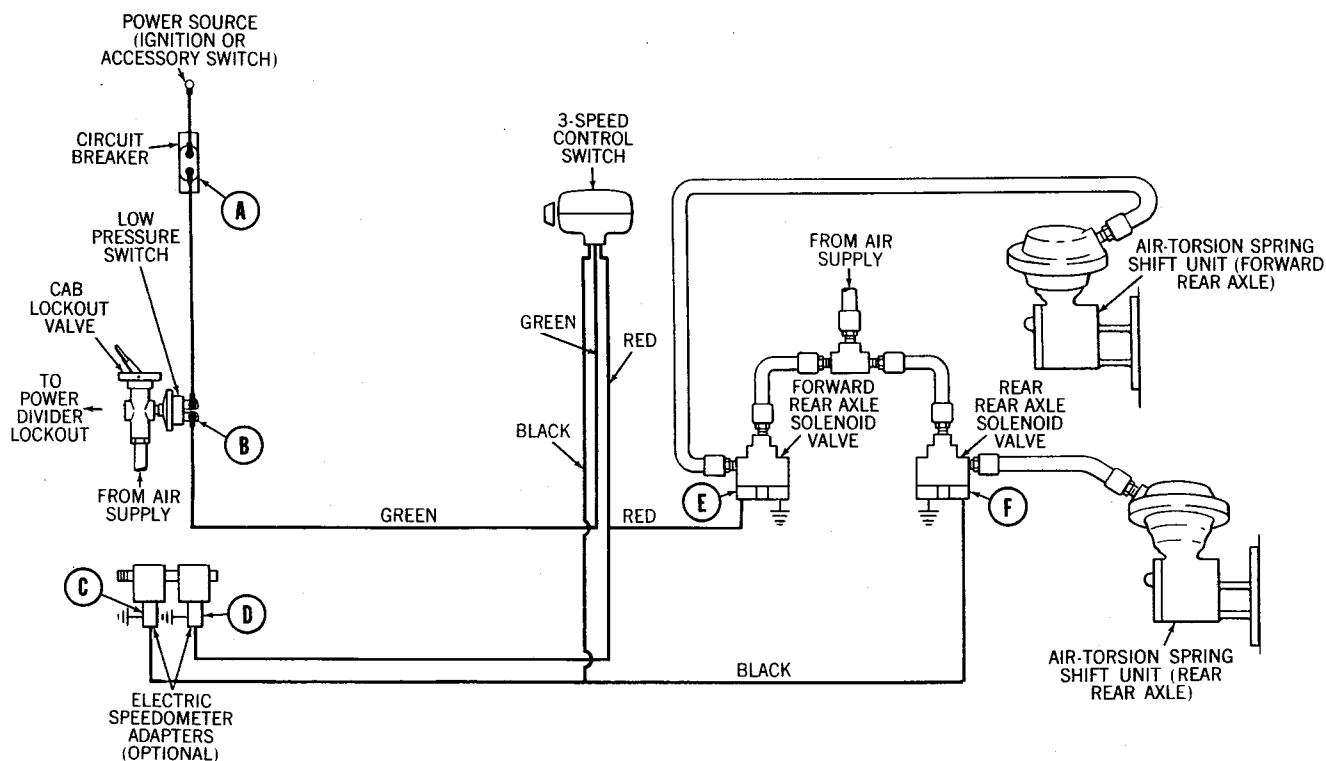 POWER SOURCE
(IGNITION OR
ACCESSORY SWITCH)
CIRCUIT
BREAKER
A
LOW
PRESSURE
SWITCH
CAB
LOCKOUT
VALVE
TO
POWER
DIVIDER
LOCKOUT
B
FROM AIR
SUPPLY
GREEN
3-SPEED
CONTROL
SWITCH
GREEN
RED
BLACK
RED
FROM AIR
SUPPLY
FORWARD
REAR AXLE
SOLENOID
VALVE
REAR
REAR AXLE
SOLENOID
VALVE
E
F
AIR-TORSION SPRING
SHIFT UNIT (FORWARD
REAR AXLE)
C
D
ELECTRIC
SPEEDOMETER
ADAPTERS
(OPTIONAL)
BLACK
AIR-TORSION SPRING
SHIFT UNIT (REAR
REAR AXLE)